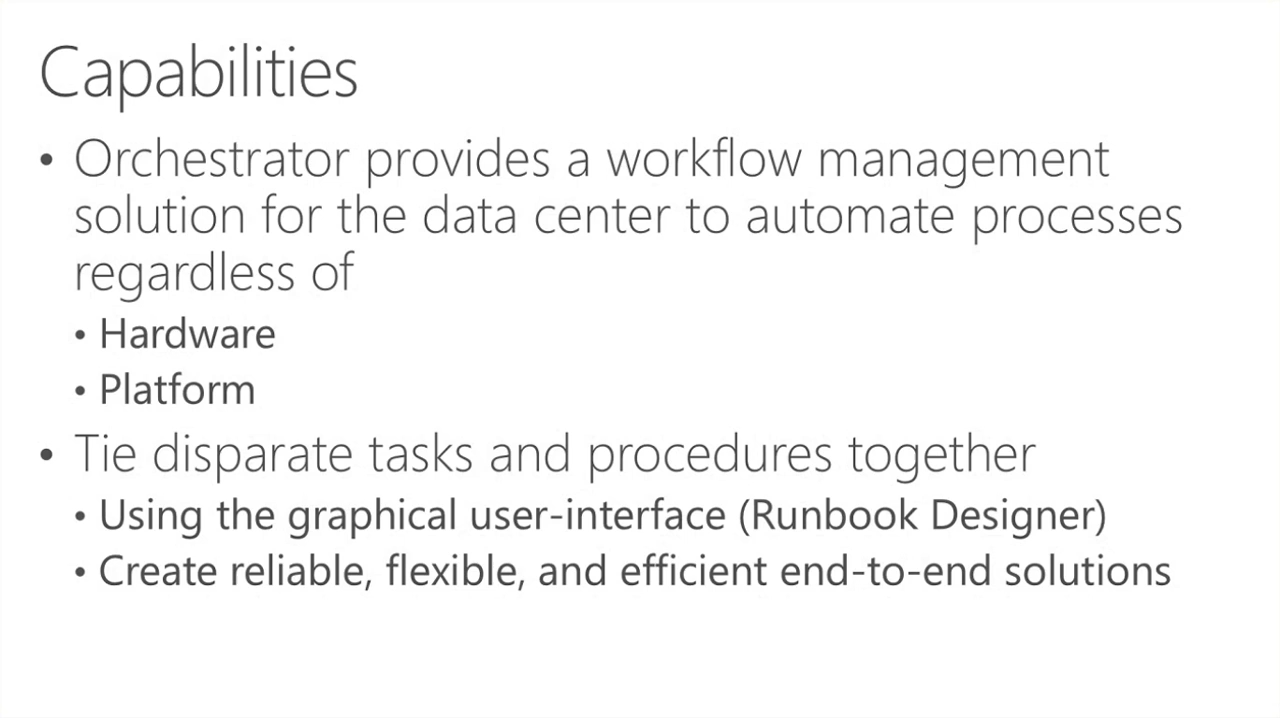 Capabilities
• Orchestrator provides a workflow management
solution for the data center to automate processes
regardless of
• Hardware
• Platform
• Tie disparate tasks and procedures together
• Using the graphical user-interface (Runbook Designer)
• Create reliable, flexible, and efficient end-to-end solutions